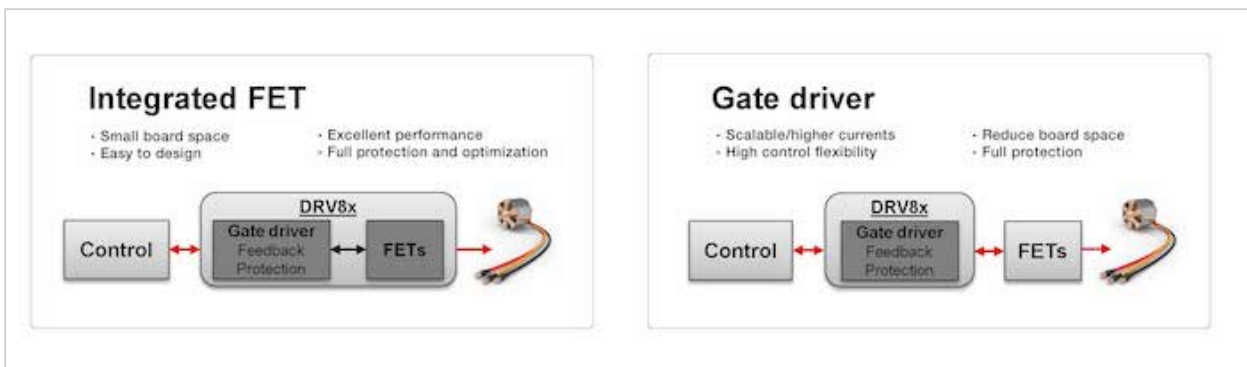 Integrated FET
· Small board space
· Easy to design
· Excellent performance
· Full protection and optimization
DRV8x
Control
Gate driver
Feedback
Protection
FETs
Gate driver
· Scalable/higher currents
· High control flexibility
· Reduce board space
· Full protection
DRV8x
Control
Gate driver
Feedback
Protection
FETs